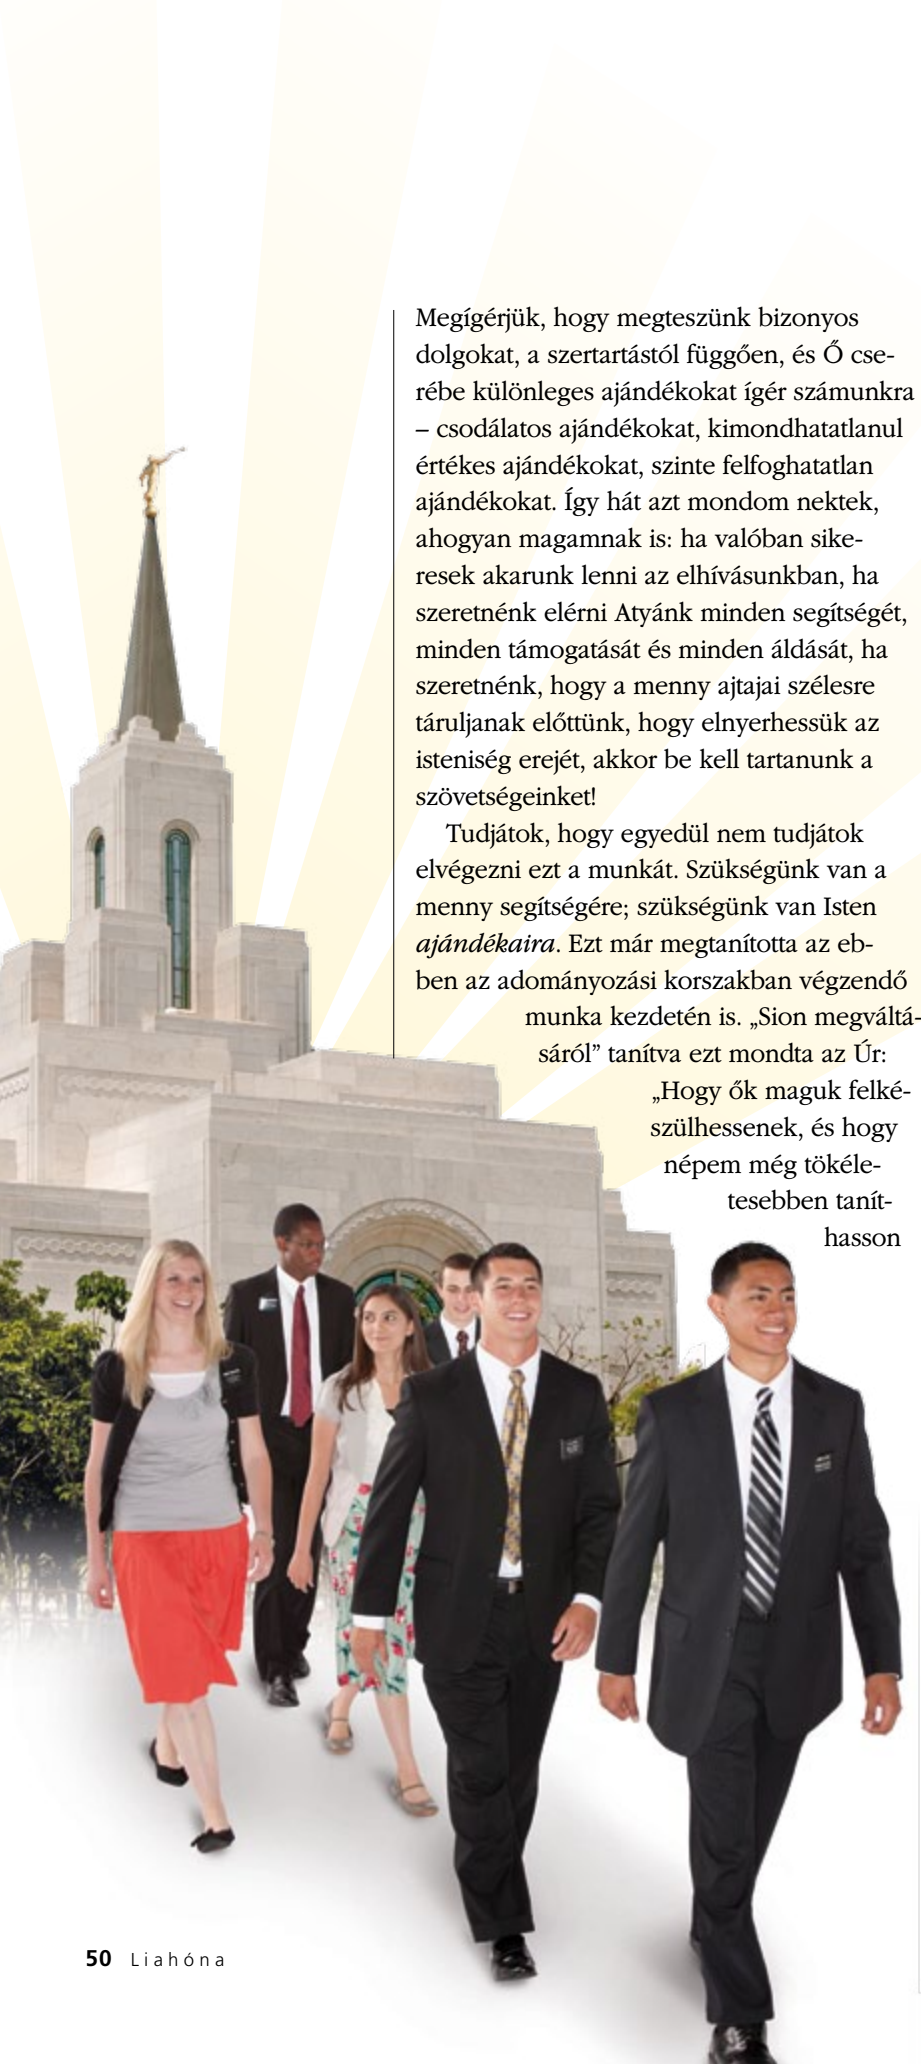 Megígérjük, hogy megteszünk bizonyos
dolgokat, a szertartástól függően, és Ő cse-
rébe különleges ajándékokat ígér számunkra
– csodálatos ajándékokat, kimondhatatlanul
értékes ajándékokat, szinte felfoghatatlan
ajándékokat. Így hát azt mondom nektek,
ahogyan magamnak is: ha valóban sike-
resek akarunk lenni az elhívásunkban, ha
szeretnénk elérni Atyánk minden segítségét,
minden támogatását és minden áldását, ha
szeretnénk, hogy a menny ajtajai szélesre
táruljanak előttünk, hogy elnyerhessük az
isteniség erejét, akkor be kell tartanunk a
szövetségeinket!
Tudjátok, hogy egyedül nem tudjátok
elvégezni ezt a munkát. Szükségünk van a
menny segítségére; szükségünk van Isten
ajándékaira. Ezt már megtanította az eb-
ben az adományozási korszakban végzendő
munka kezdetén is. „Sion megváltá-
sáról” tanítva ezt mondta az Úr:
„Hogy ők maguk felké-
szülhessenek, és hogy
népem még tökéle-
tesebben tanít-
hasson
50 Liahóna